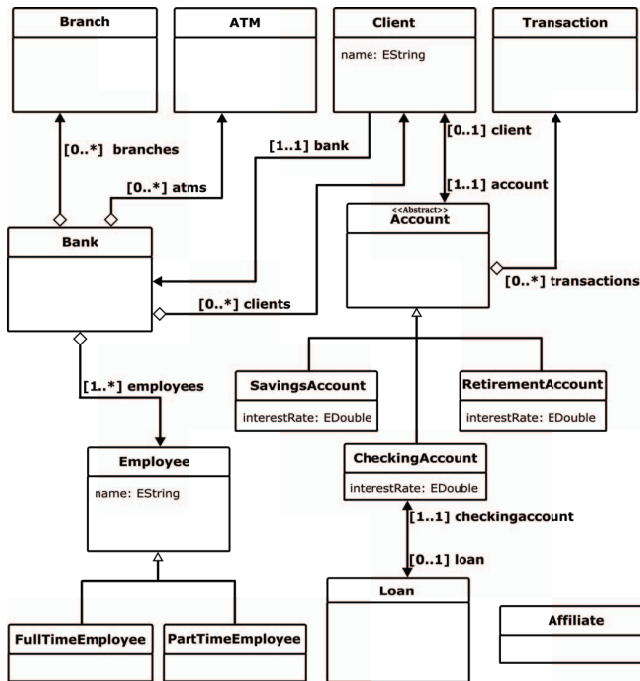 Branch
ATM
Client
Transaction
name: EString
[0..*] branches
[0..*] atms
[1..1] bank
[0..1] client
[1..1] account
<<Abstract>>
Account
Bank
[0..*] clients
[0..*] transactions
[1..*] employees
SavingsAccount
interestRate: EDouble
RetirementAccount
interestRate: EDouble
Employee
name: EString
CheckingAccount
interestRate: EDouble
[1..1] checkingaccount
[0..1] loan
Loan
Affiliate
FullTimeEmployee
PartTimeEmployee